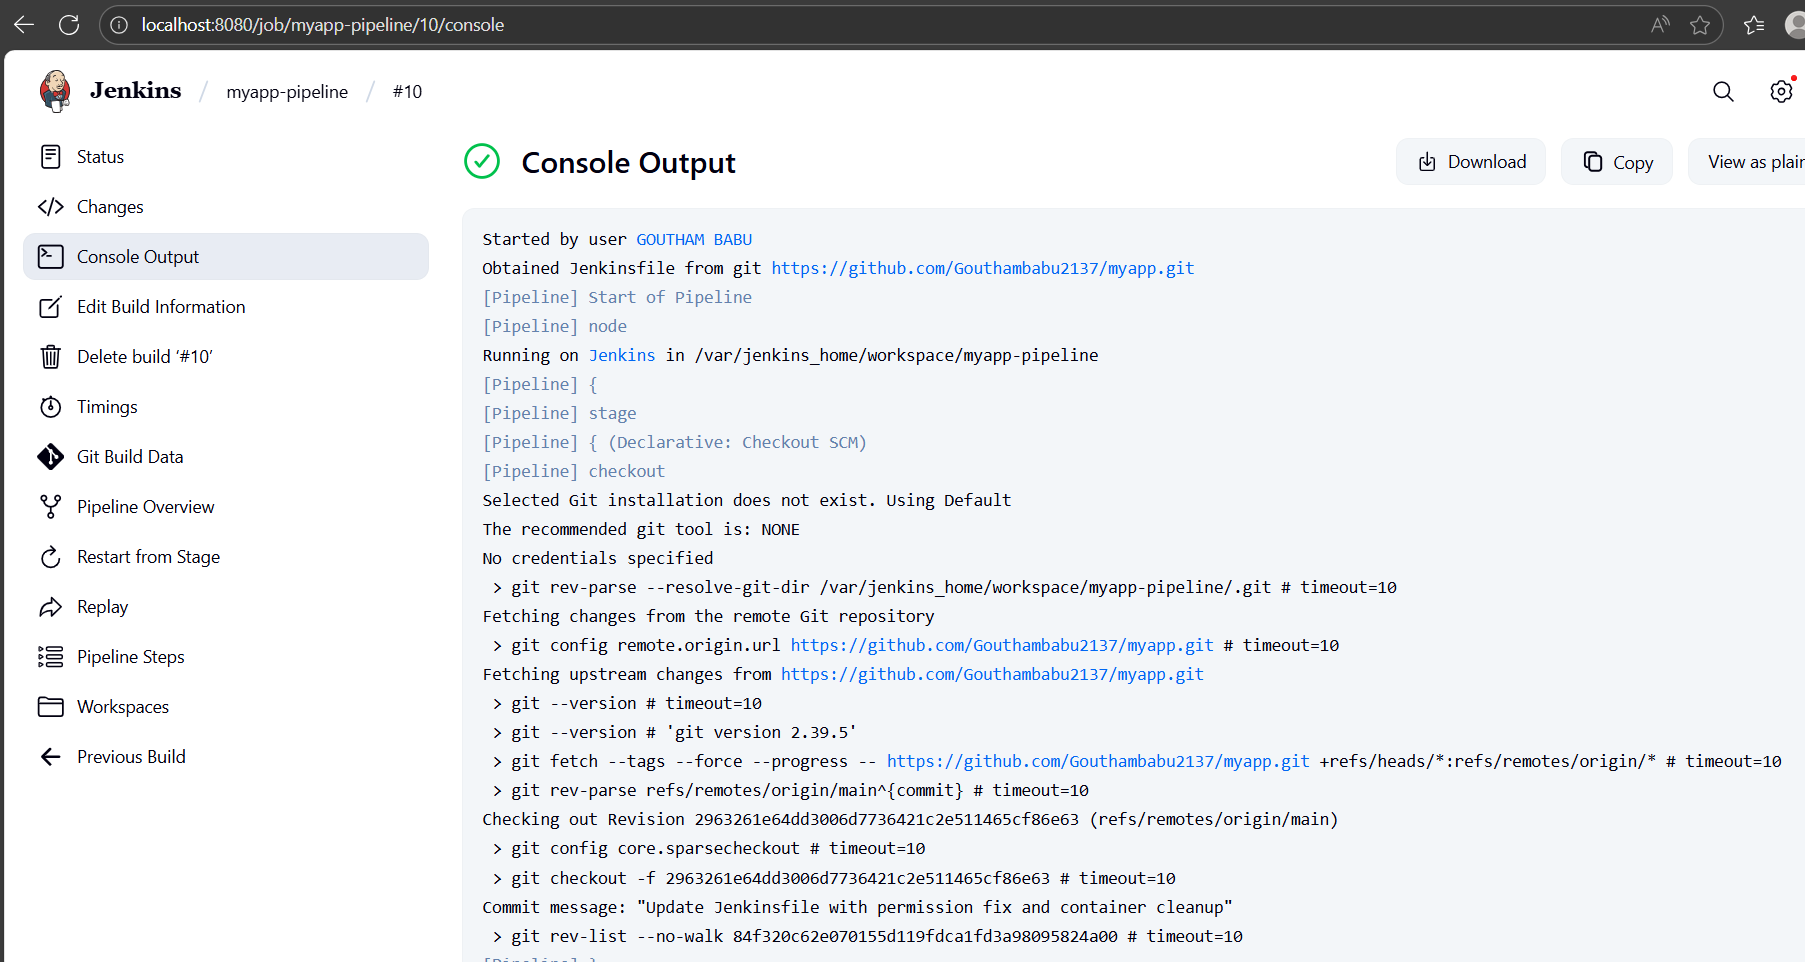 localhost:8080/job/myapp-pipeline/10/console
Jenkins / myapp-pipeline / #10
Status
Changes
Console Output
Edit Build Information
Delete build ‘#10’
Timings
Git Build Data
Pipeline Overview
Restart from Stage
Replay
Pipeline Steps
Workspaces
Previous Build
Console Output
Download
Copy
View as plain
Started by user GOUTHAM BABU
Obtained Jenkinsfile from git https://github.com/Gouthambabu2137/myapp.git
[Pipeline] Start of Pipeline
[Pipeline] node
Running on Jenkins in /var/jenkins_home/workspace/myapp-pipeline
[Pipeline] {
[Pipeline] stage
[Pipeline] { (Declarative: Checkout SCM)
[Pipeline] checkout
Selected Git installation does not exist. Using Default
The recommended git tool is: NONE
No credentials specified
> git rev-parse --resolve-git-dir /var/jenkins_home/workspace/myapp-pipeline/.git # timeout=10
Fetching changes from the remote Git repository
> git config remote.origin.url https://github.com/Gouthambabu2137/myapp.git # timeout=10
Fetching upstream changes from https://github.com/Gouthambabu2137/myapp.git
> git --version # timeout=10
> git --version # 'git version 2.39.5'
> git fetch --tags --force --progress -- https://github.com/Gouthambabu2137/myapp.git +refs/heads/*:refs/remotes/origin/* # timeout=10
> git rev-parse refs/remotes/origin/main^{commit} # timeout=10
Checking out Revision 2963261e64dd3006d7736421c2e511465cf86e63 (refs/remotes/origin/main)
> git config core.sparsecheckout # timeout=10
> git checkout -f 2963261e64dd3006d7736421c2e511465cf86e63 # timeout=10
Commit message: "Update Jenkinsfile with permission fix and container cleanup"
> git rev-list --no-walk 84f320c62e070155d119fdca1fd3a98095824a00 # timeout=10